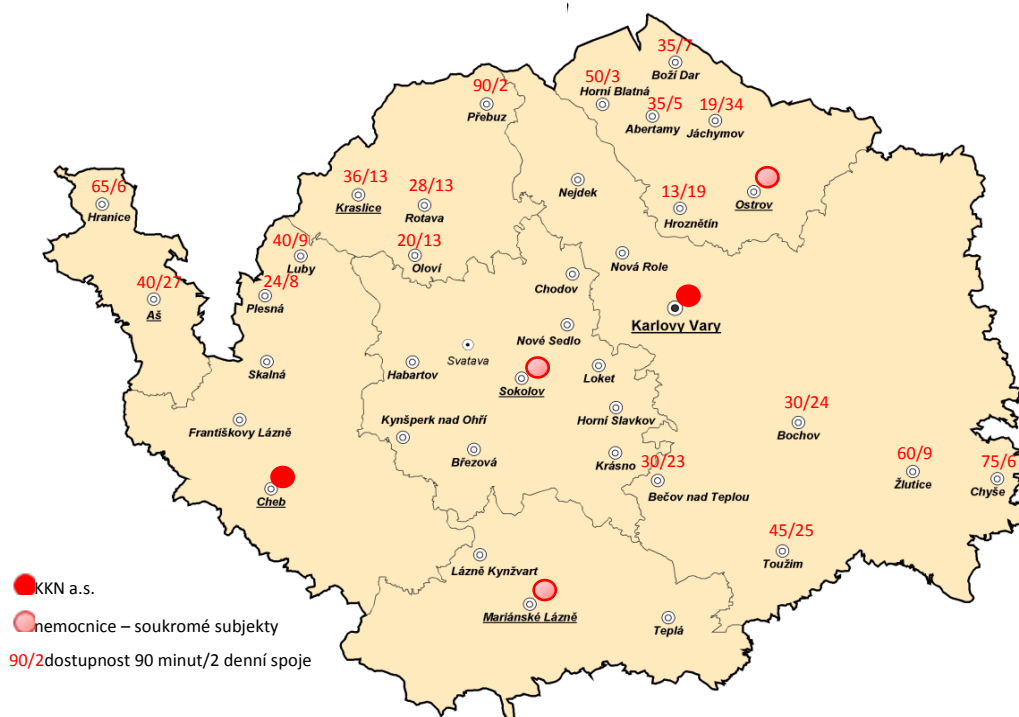 35/7
Boží Dar
50/3
Horní Blatná
90/2
Přebuz
35/5
Abertamy
19/34
Jáchymov
65/6
Hranice
36/13
Kraslice
28/13
Rotava
Nejdek
13/19
Hroznětín
Ostrov
40/9
Luby
20/13
Oloví
Nová Role
40/27
Aš
24/8
Plesná
Chodov
Karlovy Vary
Nové Sedlo
Svatava
Skalná
Habartov
Sokolov
Loket
Františkovy Lázně
Kynšperk nad Ohří
Horní Slavkov
30/24
Bochov
Březová
Krásno
30/23
Bečov nad Teplou
60/9
Žlutice
75/6
Chyše
Cheb
45/25
Toužim
Lázně Kynžvart
Mariánské Lázně
Teplá
KKN a.s.
nemocnice – soukromé subjekty
90/2dostupnost 90 minut/2 denní spoje